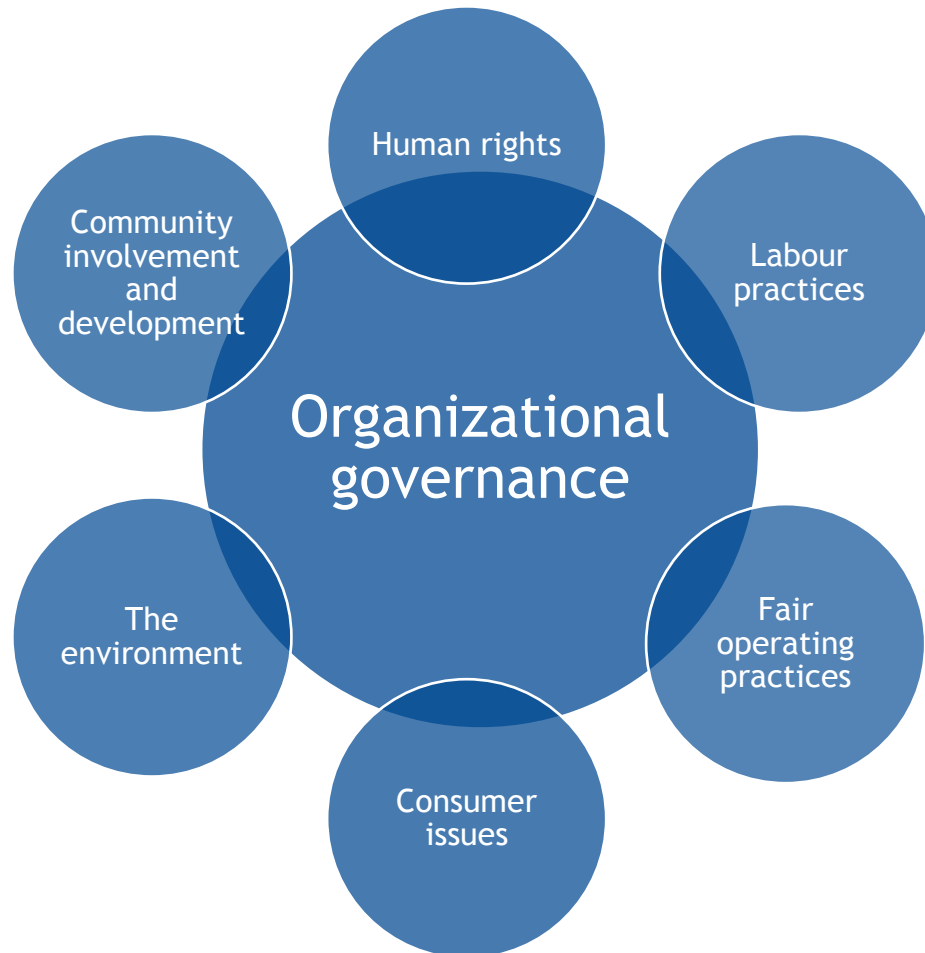 Human rights
Labour
practices
Fair
operating
practices
Consumer
issues
The
environment
Community
involvement
and
development
Organizational
governance